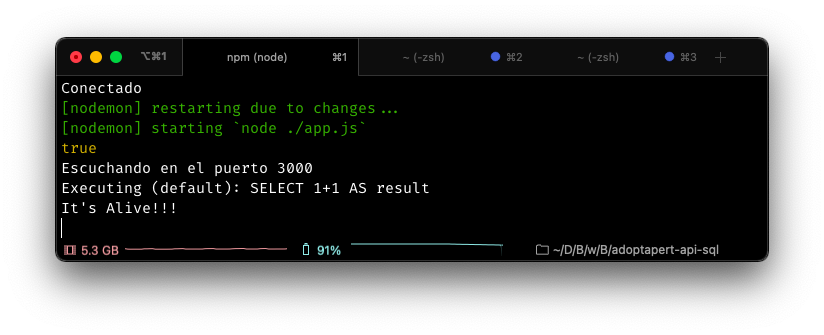 ⌥⌘1 npm (node) ⌘1 ~ (-zsh) ⌘2 ~ (-zsh) ⌘3
Conectado
[nodemon] restarting due to changes...
[nodemon] starting `node ./app.js`
true
Escuchando en el puerto 3000
Executing (default): SELECT 1+1 AS result
It's Alive!!!
5.3 GB 91% ~/D/B/w/B/adoptapert-api-sql